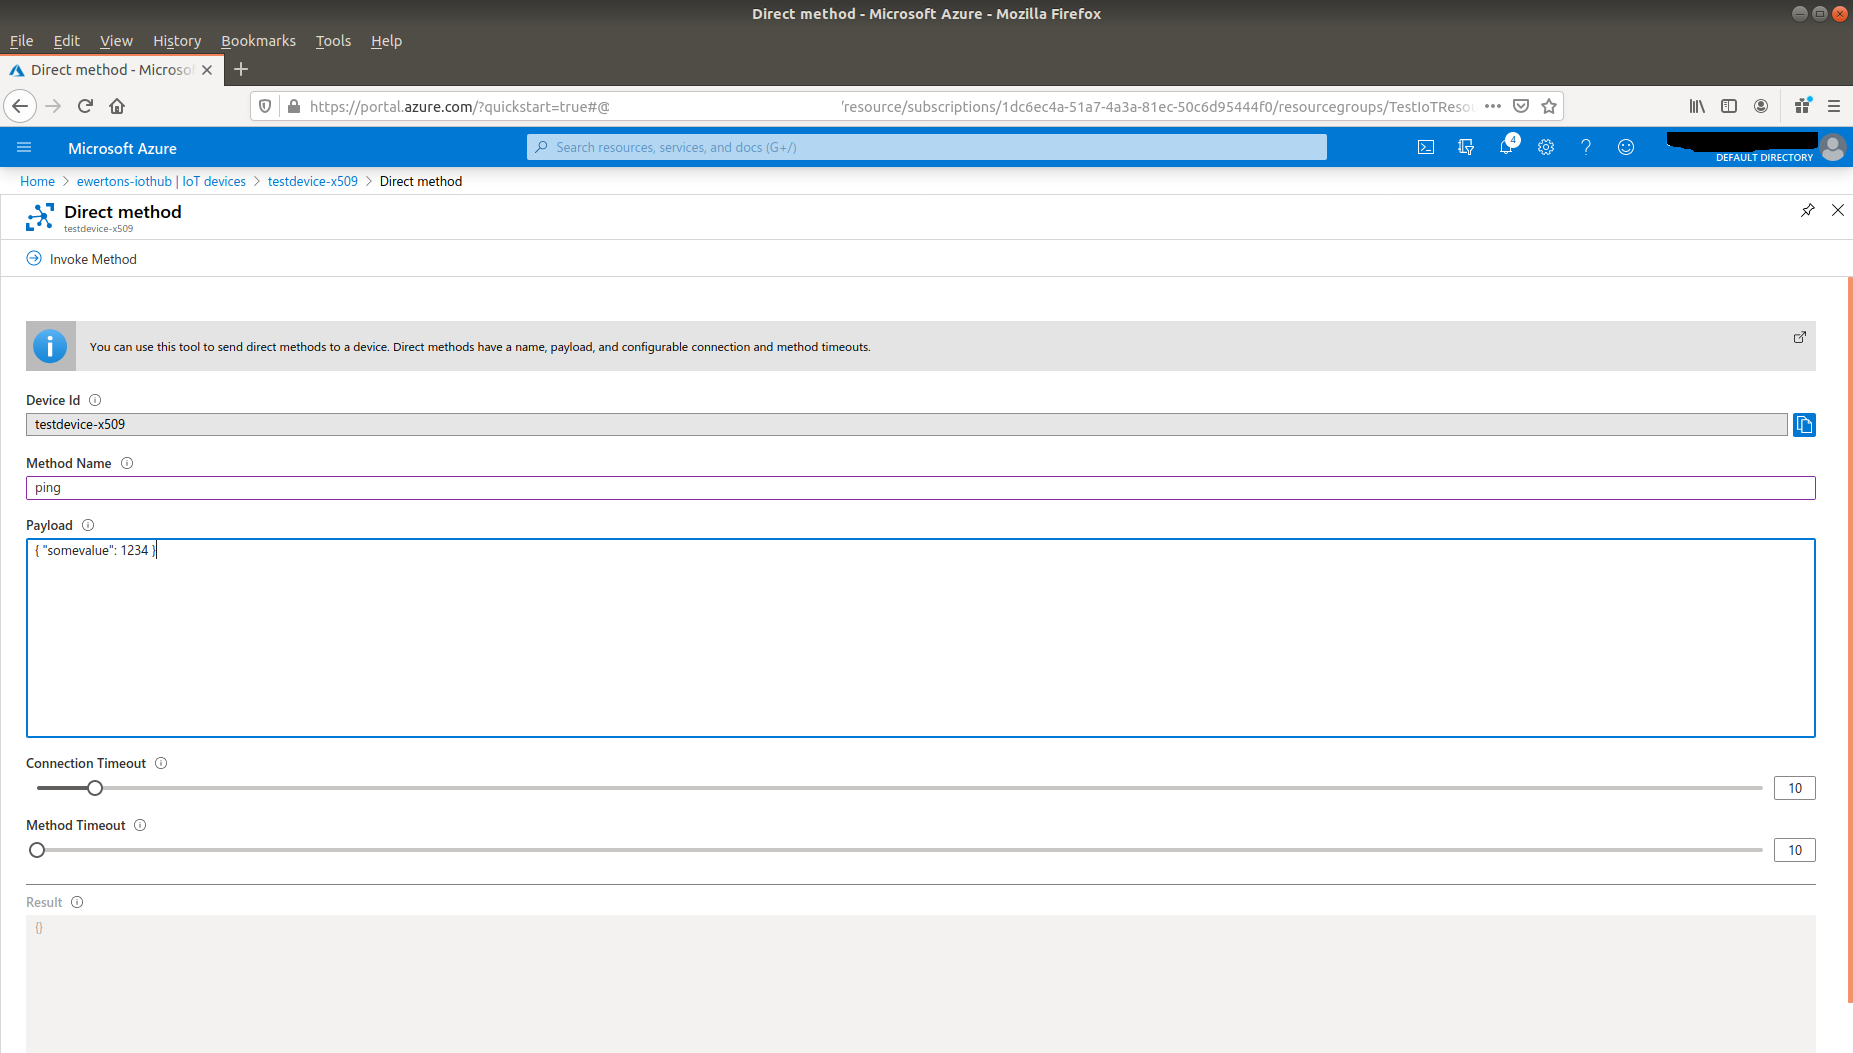 Direct method - Microsoft Azure - Mozilla Firefox
File Edit View History Bookmarks Tools Help
Direct method - Microsof
https://portal.azure.com/?quickstart=true#@ /resource/subscriptions/1dc6ec4a-51a7-4a3a-81ec-50c6d95444f0/resourcegroups/TestIoTResou
Microsoft Azure
Search resources, services, and docs (G+/)
4
DEFAULT DIRECTORY
Home > ewertons-iothub | IoT devices > testdevice-x509 > Direct method
Direct method
testdevice-x509
Invoke Method
You can use this tool to send direct methods to a device. Direct methods have a name, payload, and configurable connection and method timeouts.
Device Id
testdevice-x509
Method Name
ping
Payload
{ "somevalue": 1234 }
Connection Timeout
10
Method Timeout
10
Result
{}